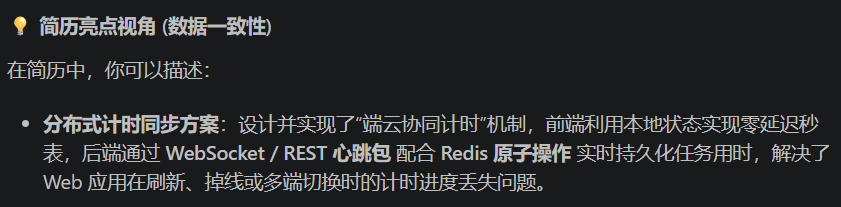 💡 简历亮点视角 (数据一致性)
在简历中，你可以描述：
• 分布式计时同步方案：设计并实现了“端云协同计时”机制，前端利用本地状态实现零延迟秒
表，后端通过 WebSocket / REST 心跳包 配合 Redis 原子操作 实时持久化任务用时，解决了
Web 应用在刷新、掉线或多端切换时的计时进度丢失问题。